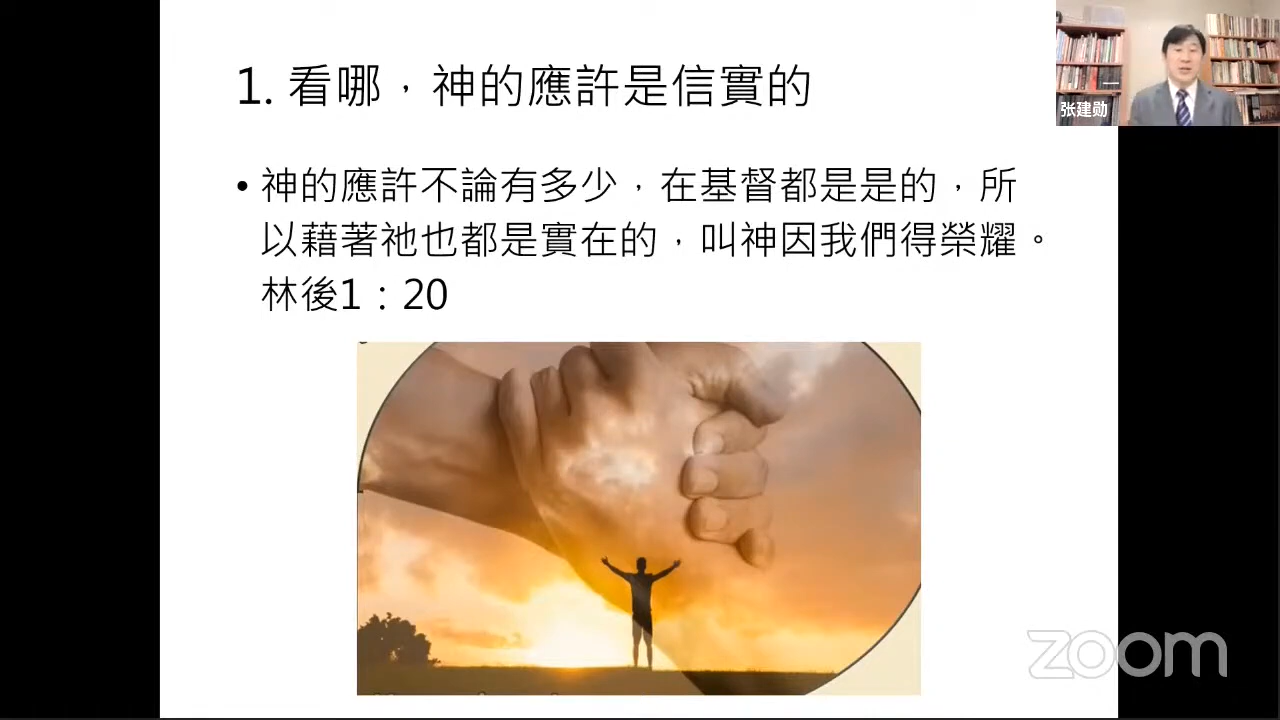 1. 看哪，神的應許是信實的
• 神的應許不論有多少，在基督都是是的，所
以藉著祂也都是實在的，叫神因我們得榮耀。
林後1：20
张建勋
zoom